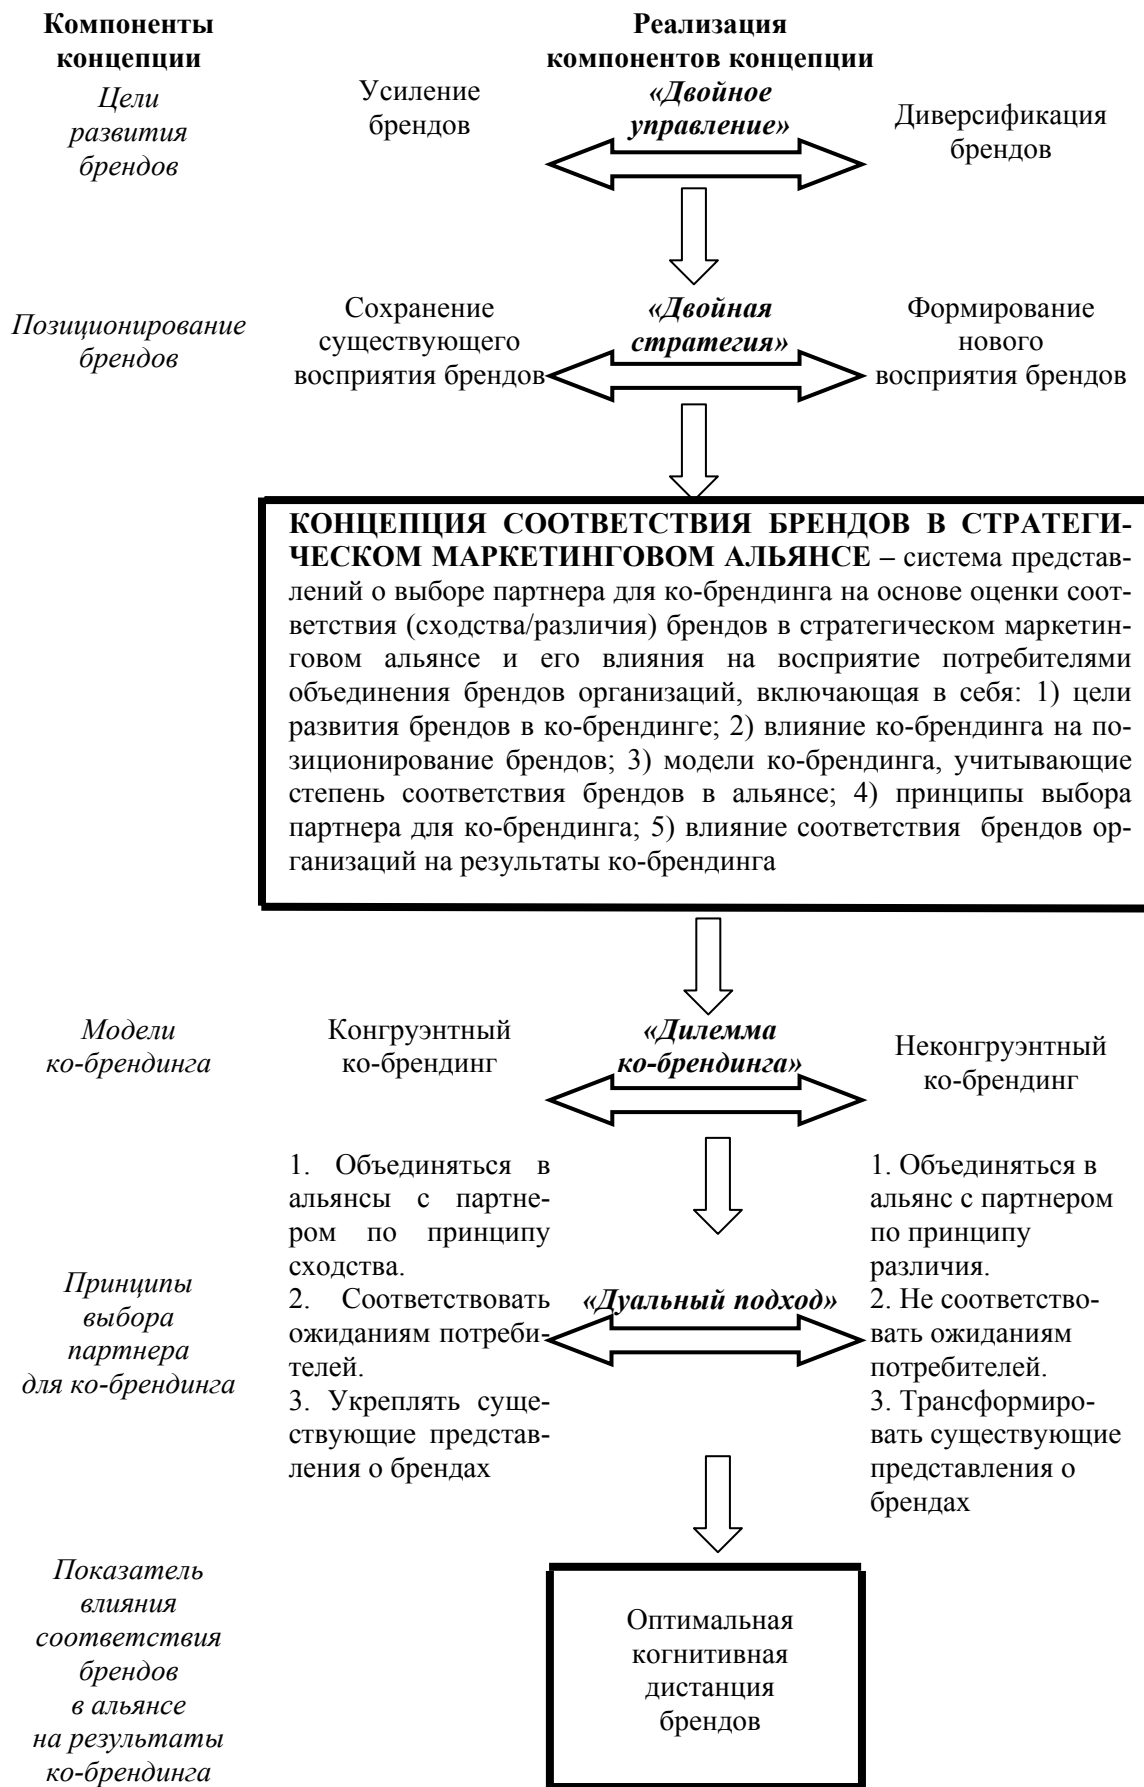 Компоненты
концепции
Реализация
компонентов концепции
Цели
развития
брендов
Усиление
брендов
«Двойное
управление»
Диверсификация
брендов
Позиционирование
брендов
Сохранение
существующего
восприятия брендов
«Двойная
стратегия»
Формирование
нового
восприятия брендов
КОНЦЕПЦИЯ СООТВЕТСТВИЯ БРЕНДОВ В СТРАТЕГИ-
ЧЕСКОМ МАРКЕТИНГОВОМ АЛЬЯНСЕ – система представ-
лений о выборе партнера для ко-брендинга на основе оценки соот-
ветствия (сходства/различия) брендов в стратегическом маркетин-
говом альянсе и его влияния на восприятие потребителями
объединения брендов организаций, включающая в себя: 1) цели
развития брендов в ко-брендинге; 2) влияние ко-брендинга на по-
зиционирование брендов; 3) модели ко-брендинга, учитывающие
степень соответствия брендов в альянсе; 4) принципы выбора
партнера для ко-брендинга; 5) влияние соответствия брендов ор-
ганизаций на результаты ко-брендинга
Модели
ко-брендинга
Конгруэнтный
ко-брендинг
«Дилемма
ко-брендинга»
Неконгруэнтный
ко-брендинг
Принципы
выбора
партнера
для ко-брендинга
1. Объединяться в
альянсы с партне-
ром по принципу
сходства.
2. Соответствовать
ожиданиям потреби-
телей.
3. Укреплять суще-
ствующие представ-
ления о брендах
«Дуальный подход»
1. Объединяться в
альянс с партнером
по принципу
различия.
2. Не соответство-
вать ожиданиям
потребителей.
3. Трансформиро-
вать существующие
представления о
брендах
Показатель
влияния
соответствия
брендов
в альянсе
на результаты
ко-брендинга
Оптимальная
когнитивная
дистанция
брендов